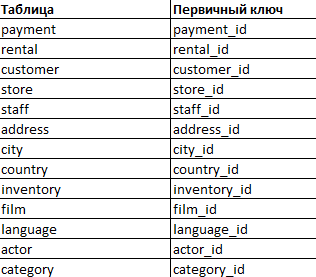 Таблица Первичный ключ
payment payment_id
rental rental_id
customer customer_id
store store_id
staff staff_id
address address_id
city city_id
country country_id
inventory inventory_id
film film_id
language language_id
actor actor_id
category category_id